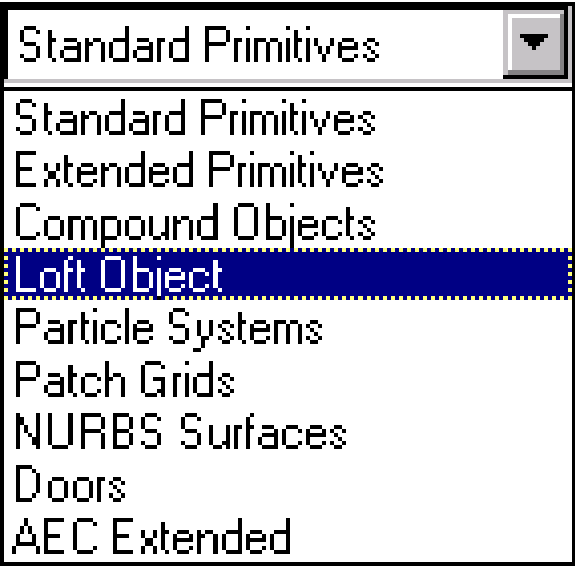 Standard Primitives
Standard Primitives
Extended Primitives
Compound Objects
Loft Object
Particle Systems
Patch Grids
NURBS Surfaces
Doors
AEC Extended